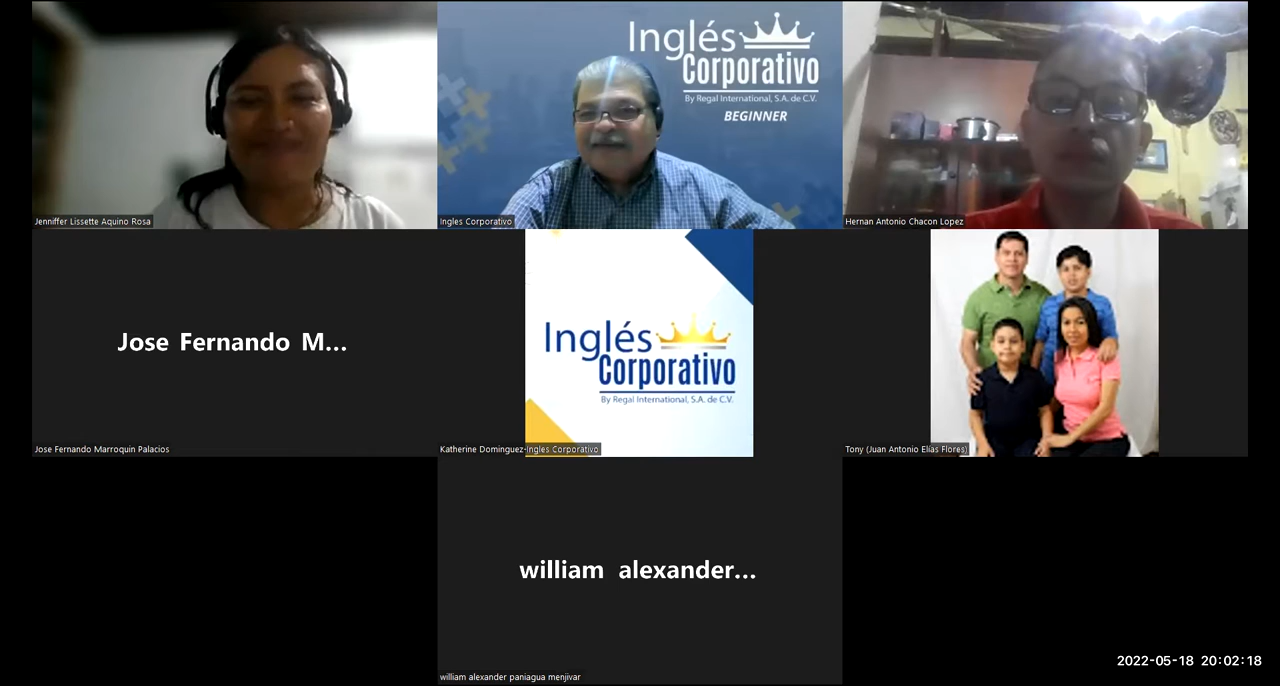 Inglés
Corporativo
By Regal International, S.A. de C.V.
BEGINNER
Jenniffer Lissette Aquino Rosa
Ingles Corporativo
Hernan Antonio Chacon Lopez
Jose Fernando M...
Inglés
Corporativo
By Regal International, S.A. de C.V.
Jose Fernando Marroquin Palacios
Katherine Dominguez-Ingles Corporativo
Tony (Juan Antonio Elías Flores)
william alexander...
william alexander paniagua menjivar
2022-05-18 20:02:18